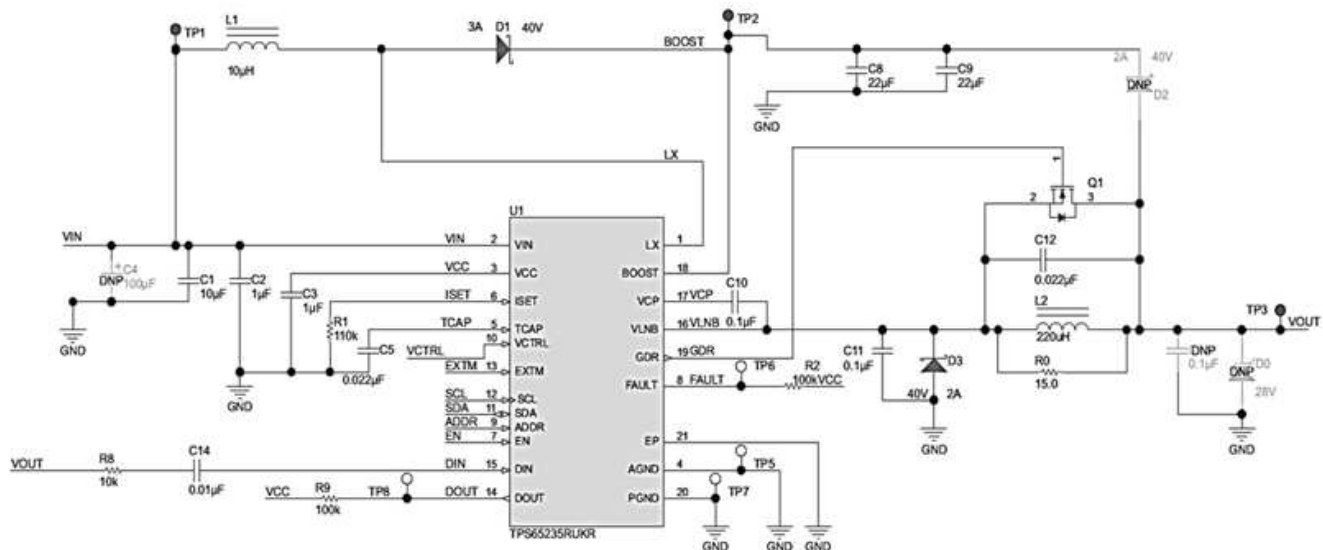 TP1
L1
10µH
3A D1 40V
BOOST
TP2
C8
22µF
C9
22µF
GND
2A 40V
DNP
D2
LX
1
Q1
2 3
C12
0.022µF
L2
220uH
R0
15.0
TP3
VOUT
VIN
C4
DNP
100µF
C1
10µF
C2
1µF
C3
1µF
R1
110k
C5
0.022µF
GND
GND
VIN 2
VCC 3
ISET 6
TCAP 5
VCTRL 10
EXTM 13
SCL 12
SDA 11
ADDR 9
EN 7
DIN 15
DOUT 14
U1
VIN
VCC
ISET
TCAP
VCTRL
EXTM
SCL
SDA
ADDR
EN
DIN
DOUT
LX
BOOST
VCP
VLNB
GDR
FAULT
EP
AGND
PGND
TPS65235RUKR
1
18
17 VCP
16 VLNB
19 GDR
8 FAULT
21
4
20
C10
0.1µF
TP6
R2
100kVCC
C11
0.1µF
D3
40V 2A
GND
DNP
0.1µF
D0
DNP
28V
GND
TP5
TP7
GND
GND
GND
VOUT
R8
10k
C14
0.01µF
VCC
R9
100k
TP8